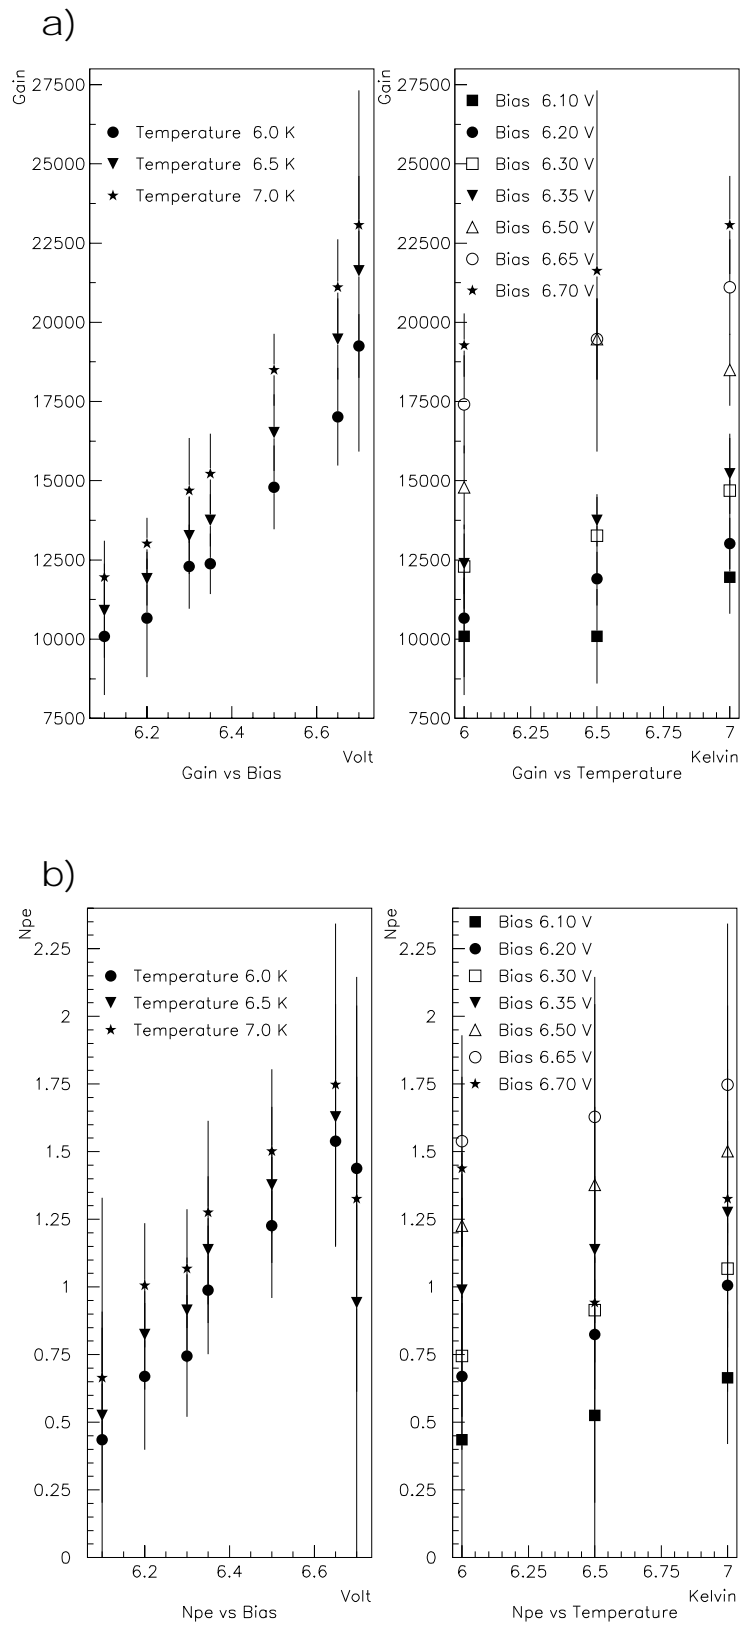 a)
Gain
27500
25000
22500
20000
17500
15000
12500
10000
7500
Temperature 6.0 K
Temperature 6.5 K
Temperature 7.0 K
6.2 6.4 6.6
Volt
Gain vs Bias
Gain
27500
25000
22500
20000
17500
15000
12500
10000
7500
Bias 6.10 V
Bias 6.20 V
Bias 6.30 V
Bias 6.35 V
Bias 6.50 V
Bias 6.65 V
Bias 6.70 V
6 6.25 6.5 6.75 7
Kelvin
Gain vs Temperature
b)
Npe
2.25
2
1.75
1.5
1.25
1
0.75
0.5
0.25
0
Temperature 6.0 K
Temperature 6.5 K
Temperature 7.0 K
6.2 6.4 6.6
Volt
Npe vs Bias
Npe
2.25
2
1.75
1.5
1.25
1
0.75
0.5
0.25
0
Bias 6.10 V
Bias 6.20 V
Bias 6.30 V
Bias 6.35 V
Bias 6.50 V
Bias 6.65 V
Bias 6.70 V
6 6.25 6.5 6.75 7
Kelvin
Npe vs Temperature